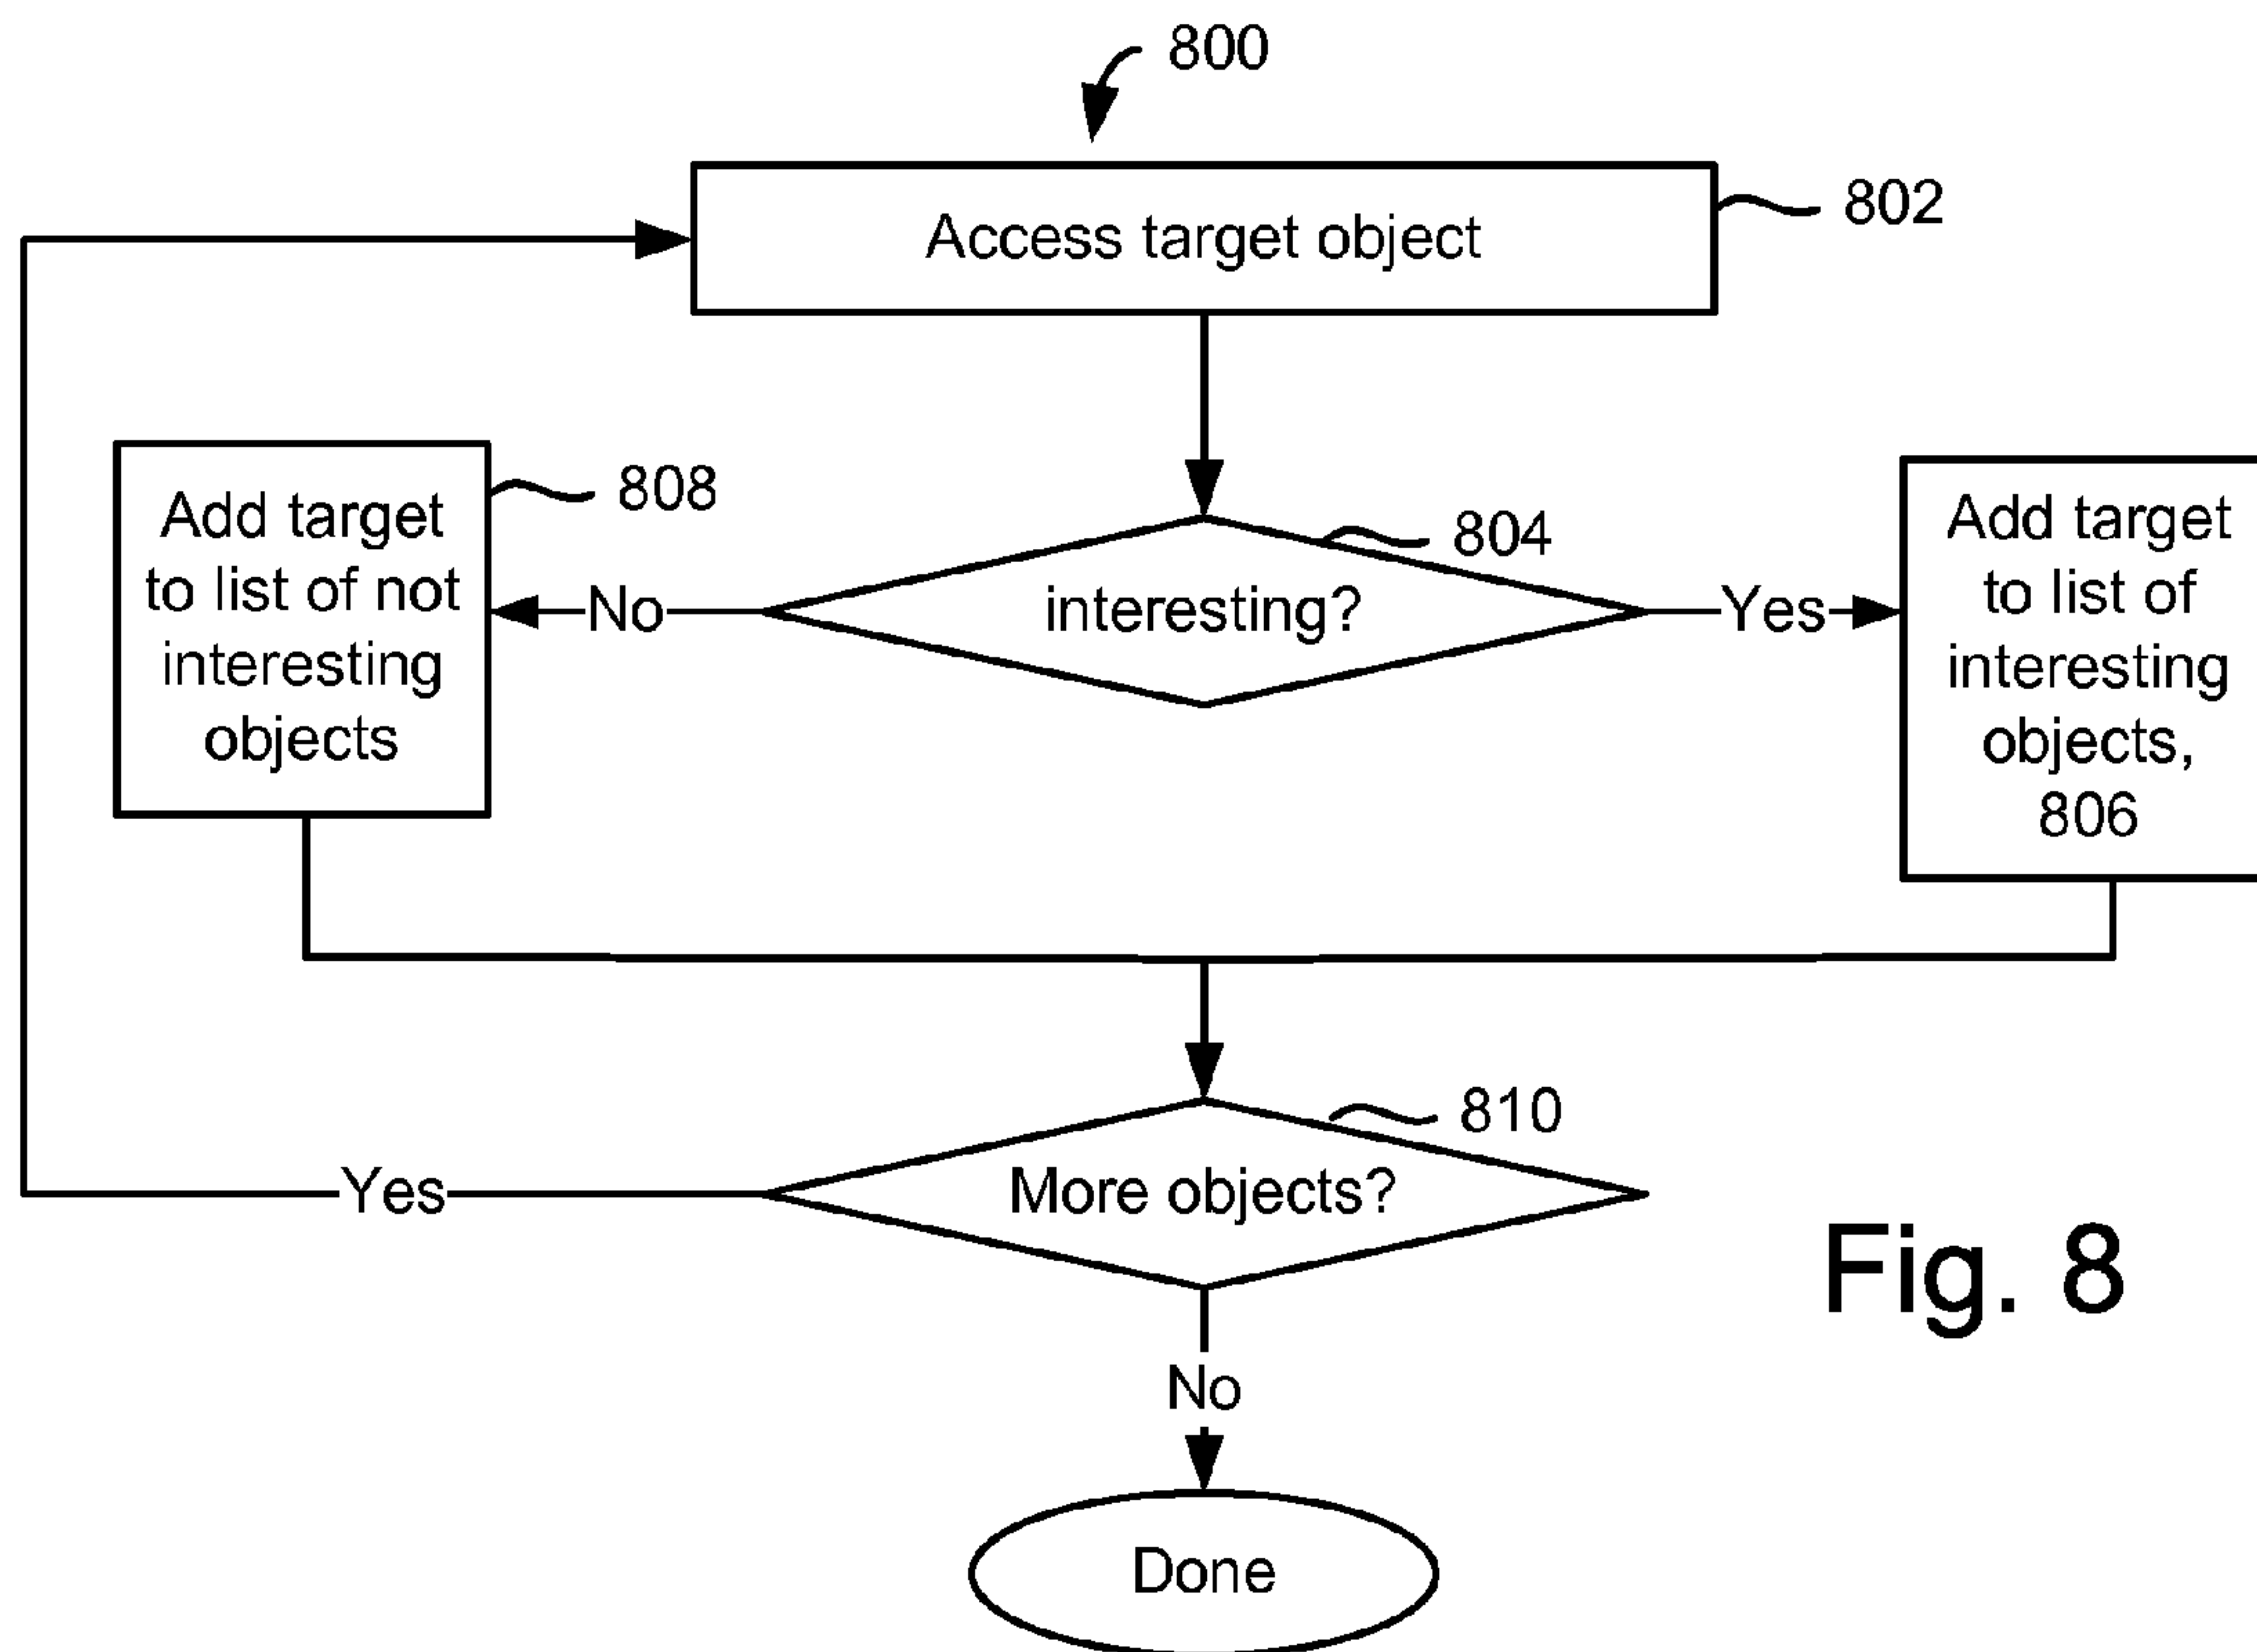 800
Access target object
802
Add target
to list of not
interesting
objects
808
No
interesting?
804
Yes
Add target
to list of
interesting
objects,
806
More objects?
810
Yes
No
Done
Fig. 8